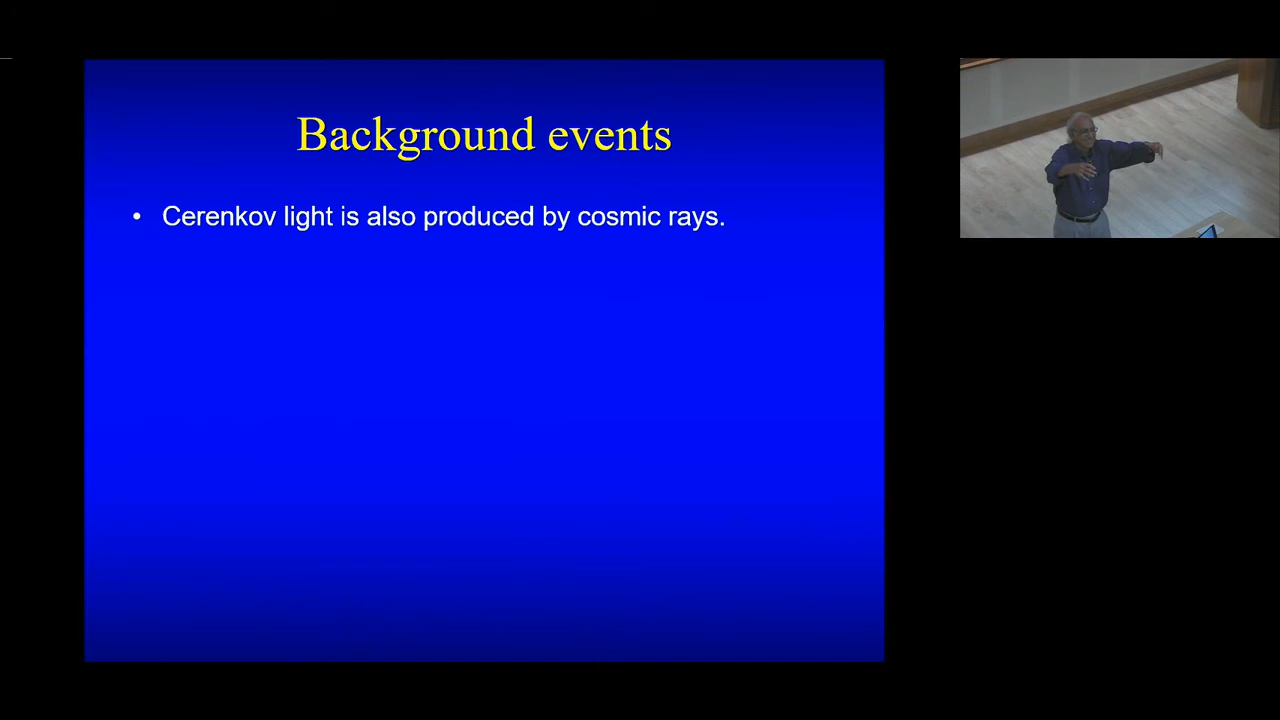 Background events
• Cerenkov light is also produced by cosmic rays.